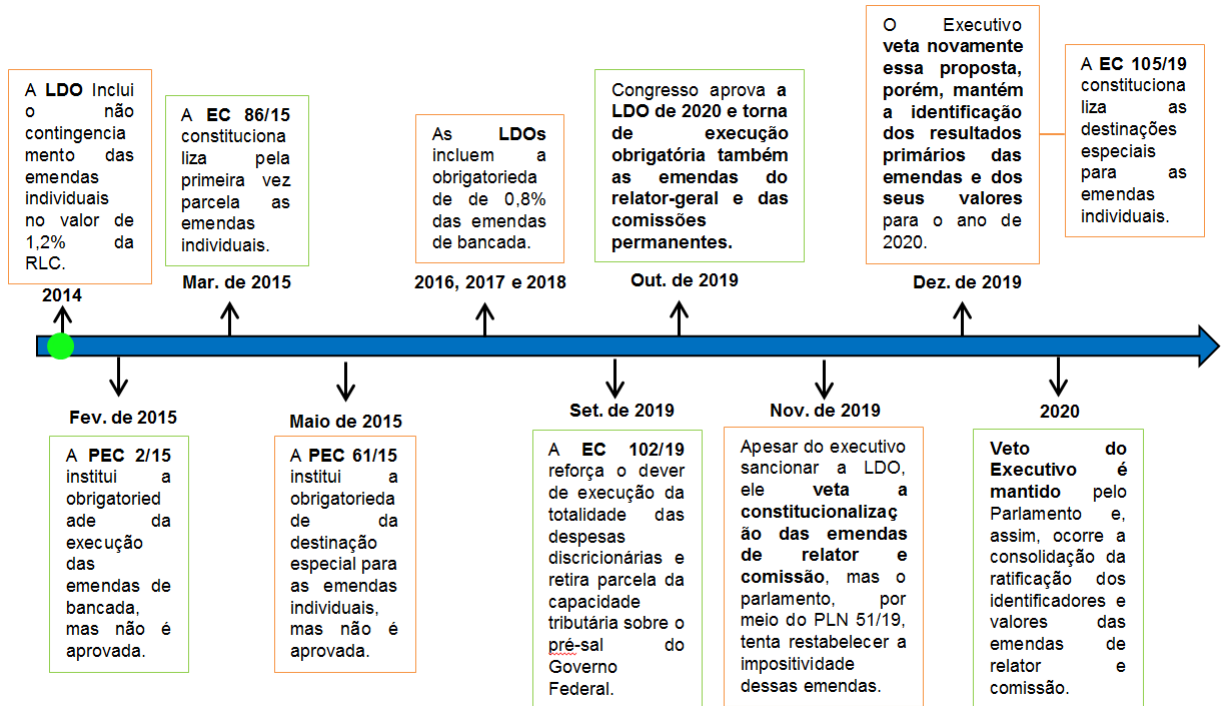 A LDO Inclui
o não
contingencia
mento das
emendas
individuais
no valor de
1,2% da
RLC.
2014
A EC 86/15
constituciona
liza pela
primeira vez
parcela as
emendas
individuais.
Mar. de 2015
As LDOs
incluem a
obrigatorieda
de de 0,8%
das emendas
de bancada.
2016, 2017 e 2018
Congresso aprova a
LDO de 2020 e torna
de execução
obrigatória também
as emendas do
relator-geral e das
comissões
permanentes.
Out. de 2019
O Executivo
veta novamente
essa proposta,
porém, mantém
a identificação
dos resultados
primários das
emendas e dos
seus valores
para o ano de
2020.
Dez. de 2019
A EC 105/19
constituciona
liza as
destinações
especiais
para as
emendas
individuais.
Fev. de 2015
A PEC 2/15
institui a
obrigatoried
ade da
execução
das
emendas de
bancada,
mas não é
aprovada.
Maio de 2015
A PEC 61/15
institui a
obrigatorieda
de da
destinação
especial para
as emendas
individuais,
mas não é
aprovada.
Set. de 2019
A EC 102/19
reforça o dever
de execução da
totalidade das
despesas
discricionárias e
retira parcela da
capacidade
tributária sobre o
pré-sal do
Governo
Federal.
Nov. de 2019
Apesar do executivo
sancionar a LDO,
ele veta a
constitucionalizaç
ão das emendas
de relator e
comissão, mas o
parlamento, por
meio do PLN 51/19,
tenta restabelecer a
impositividade
dessas emendas.
2020
Veto do
Executivo é
mantido pelo
Parlamento e,
assim, ocorre a
consolidação da
ratificação dos
identificadores e
valores das
emendas de
relator e
comissão.